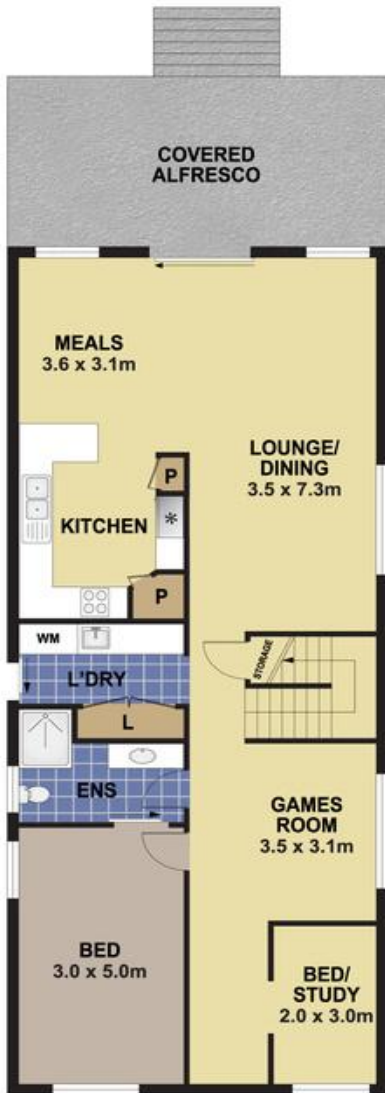 COVERED
ALFRESCO
MEALS
3.6 x 3.1m
LOUNGE/
DINING
3.5 x 7.3m
P
KITCHEN
*
P
WM
STORAGE
L'DRY
L
ENS
GAMES
ROOM
3.5 x 3.1m
BED
3.0 x 5.0m
BED/
STUDY
2.0 x 3.0m